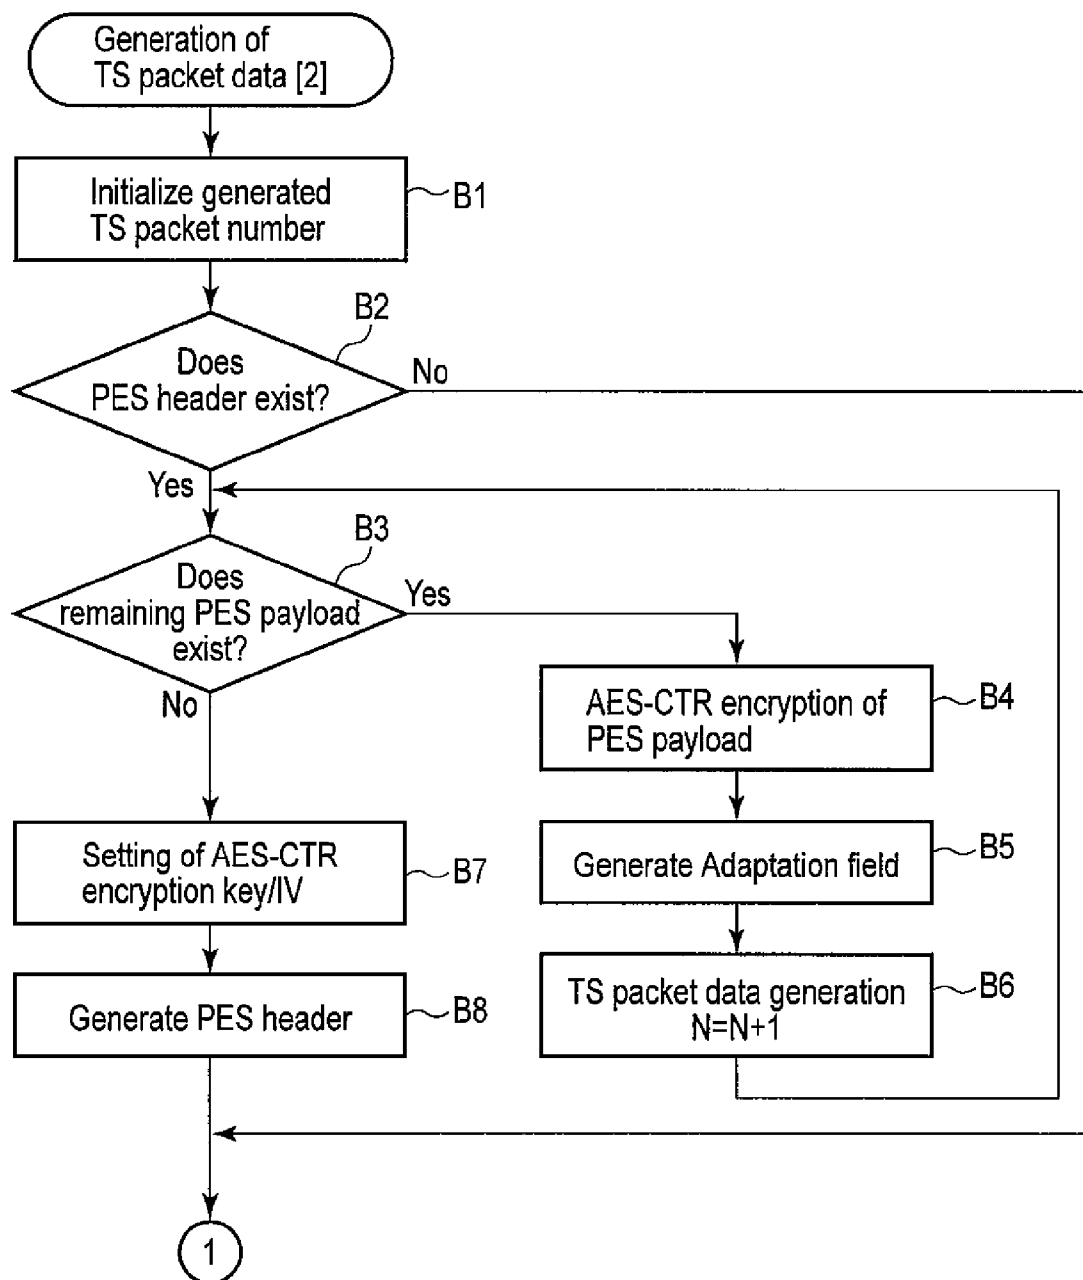 Generation of
TS packet data [2]
Initialize generated
TS packet number
B1
B2
Does
PES header exist?
No
Yes
B3
Does
remaining PES payload
exist?
Yes
No
AES-CTR encryption of
PES payload
B4
Generate Adaptation field
B5
TS packet data generation
N=N+1
B6
Setting of AES-CTR
encryption key/IV
B7
Generate PES header
B8
1